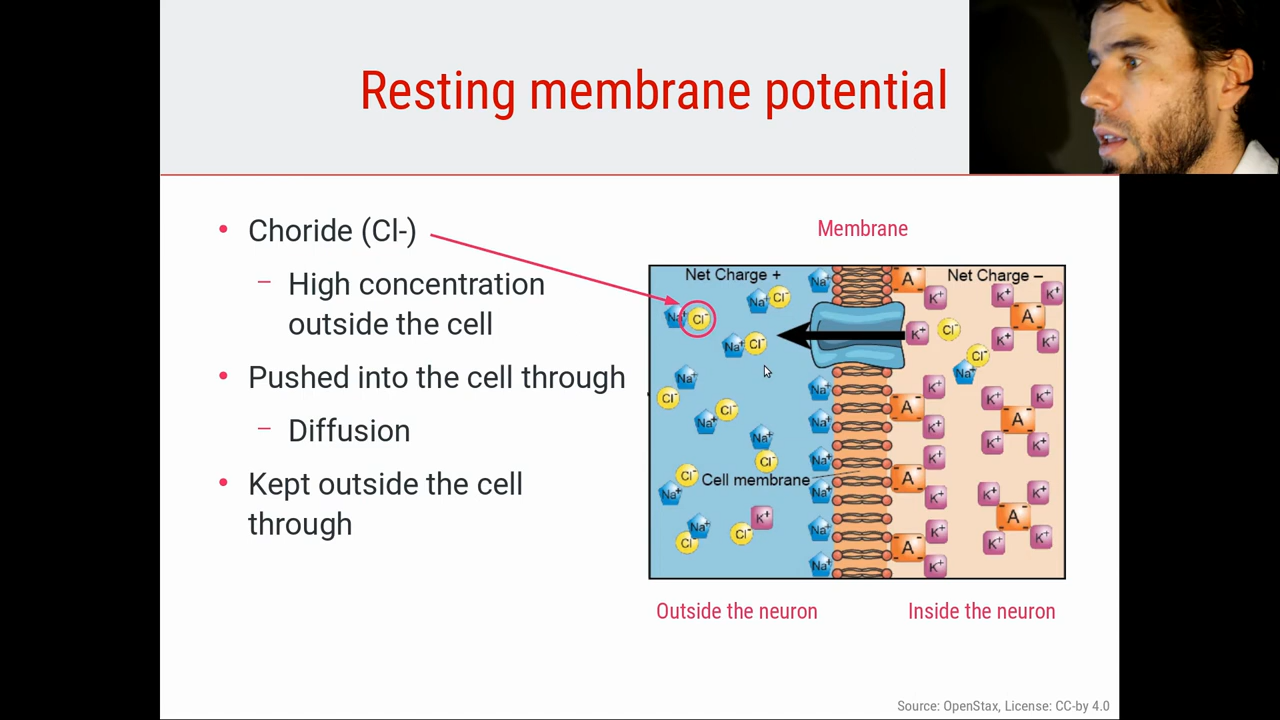 Resting membrane potential
• Choride (Cl-)
– High concentration
outside the cell
• Pushed into the cell through
– Diffusion
• Kept outside the cell
through
Membrane
Net Charge +
Net Charge –
Na+ Cl- Na+ A- K+ K+ K+
Na+ Cl- K+ Cl- A- K+ K+
Na+ Cl- Cl- Na+
Na+ Cl- Na+ A- K+ K+ K+
Na+ Cl- Na+ K+ A- K+ K+
Na+ Cl- Na+ K+
Cl- Cell membrane A-
Na+ Na+ K+ K+ K+
Na+ K+ Na+ K+ A-
Cl Cl- A- K+ K+
Na+ K+
Outside the neuron
Inside the neuron
Source: OpenStax, License: CC-by 4.0